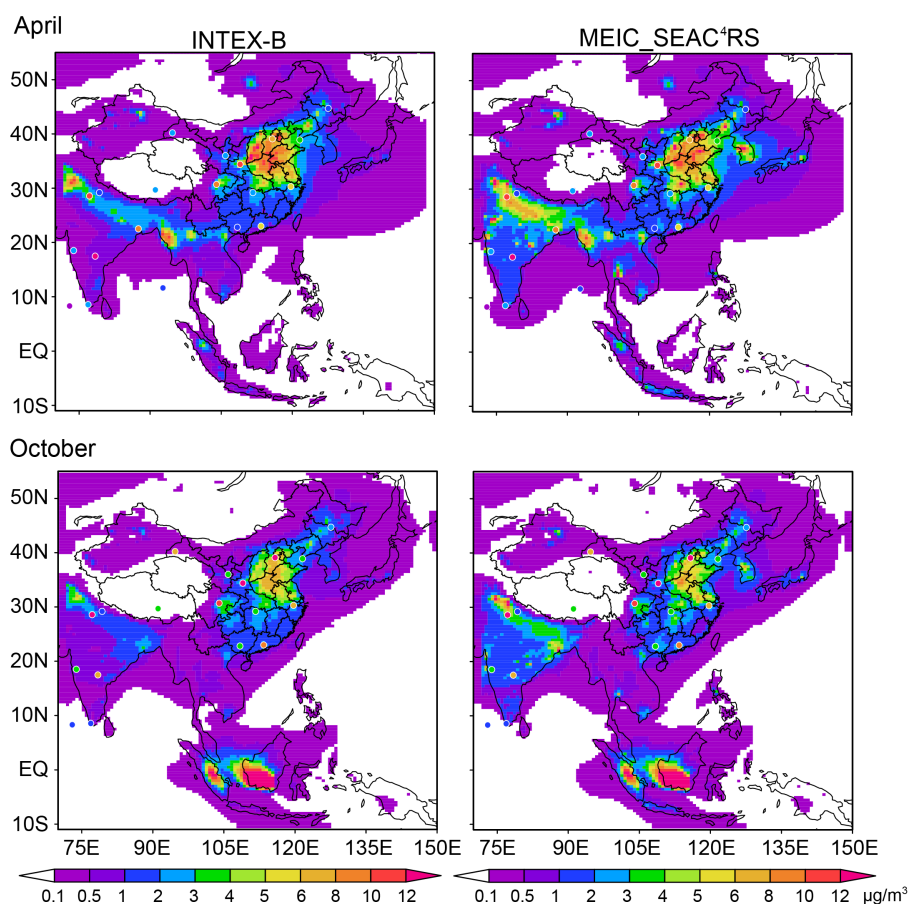 April
INTEX-B
MEIC_SEAC⁴RS
50N
40N
30N
20N
10N
EQ
10S
October
50N
40N
30N
20N
10N
EQ
10S
75E 90E 105E 120E 135E 150E
75E 90E 105E 120E 135E 150E
0.1 0.5 1 2 3 4 5 6 8 10 12
0.1 0.5 1 2 3 4 5 6 8 10 12 µg/m³